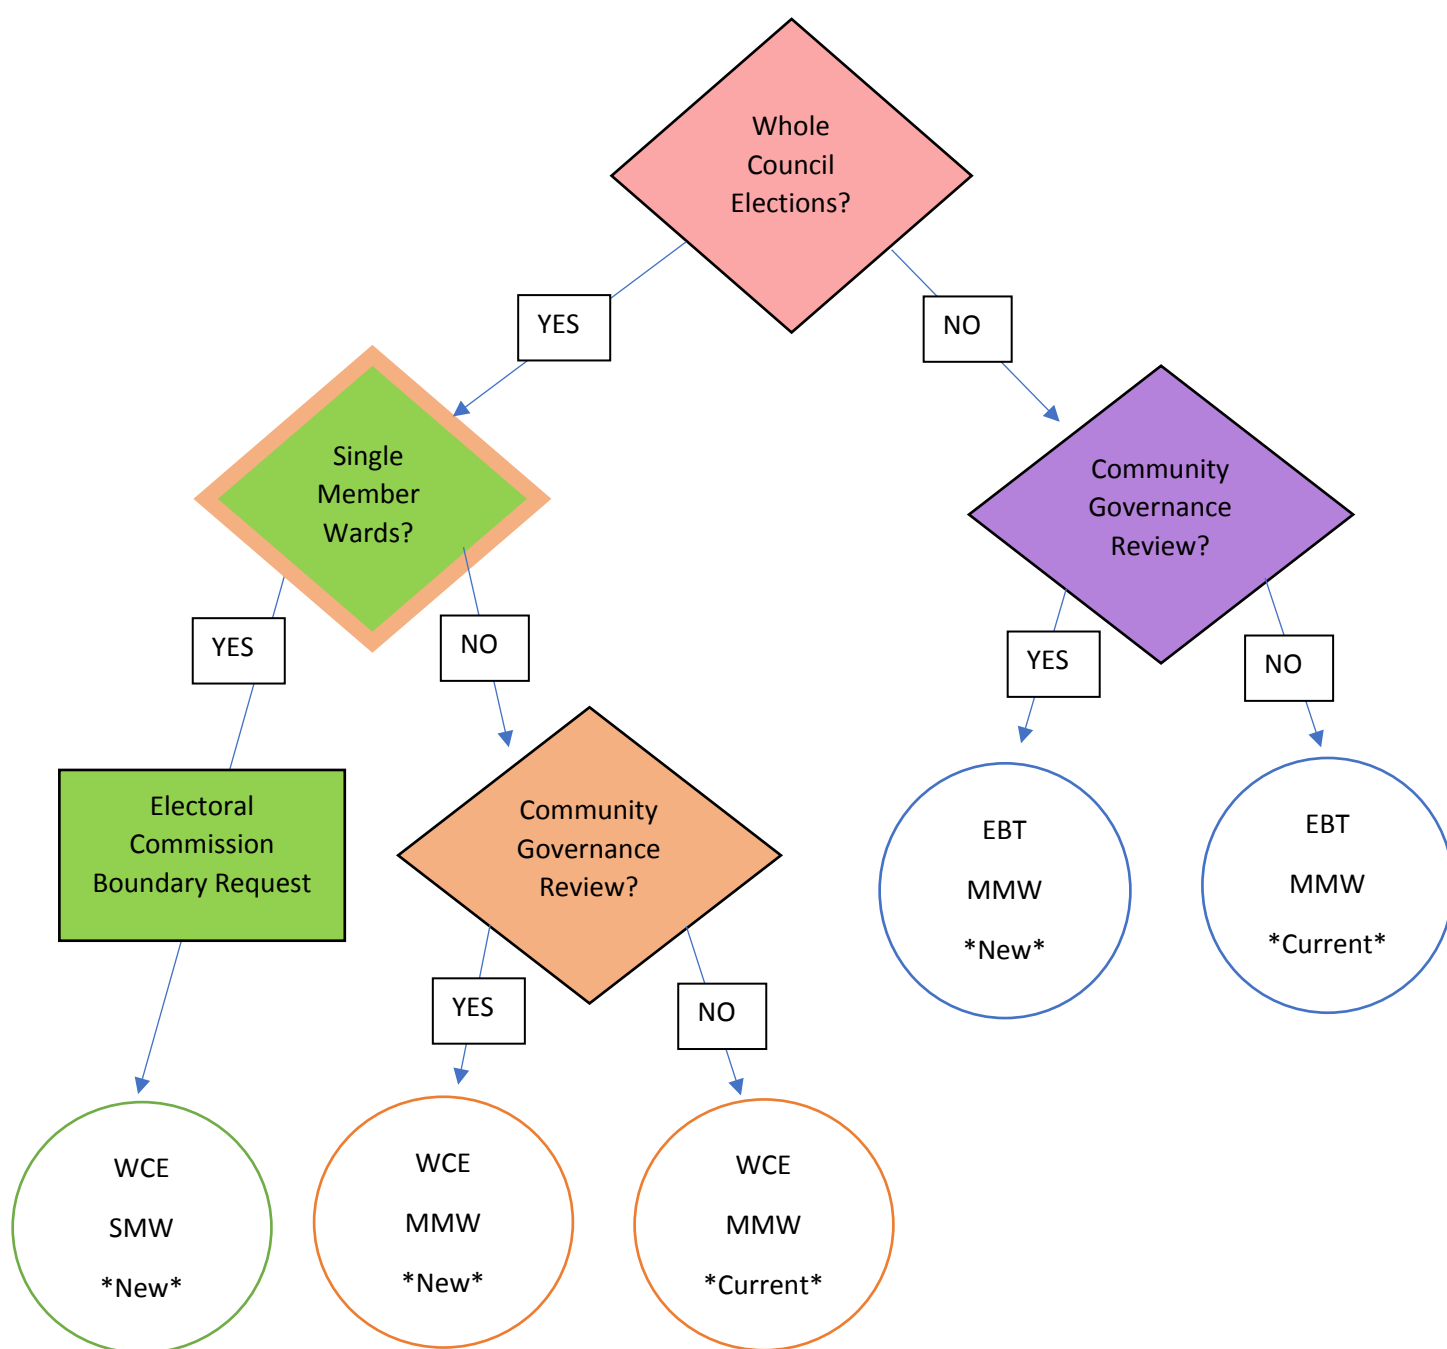 Whole
Council
Elections?
YES
NO
Single
Member
Wards?
Community
Governance
Review?
YES
NO
YES
NO
Electoral
Commission
Boundary Request
Community
Governance
Review?
EBT
MMW
*New*
EBT
MMW
*Current*
YES
NO
WCE
SMW
*New*
WCE
MMW
*New*
WCE
MMW
*Current*